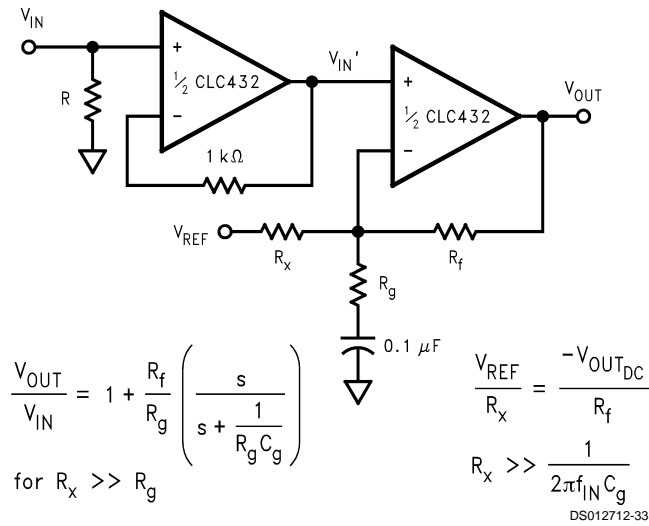 V_IN
+
½ CLC432
−
R
1 kΩ
V_IN'
+
½ CLC432
−
V_OUT
V_REF
R_x
R_f
R_g
0.1 μF
V_OUT / V_IN = 1 + R_f / R_g ( s / ( s + 1 / R_g C_g ) )
for R_x >> R_g
V_REF / R_x = −V_OUT_DC / R_f
R_x >> 1 / 2πf_IN C_g
DS012712-33